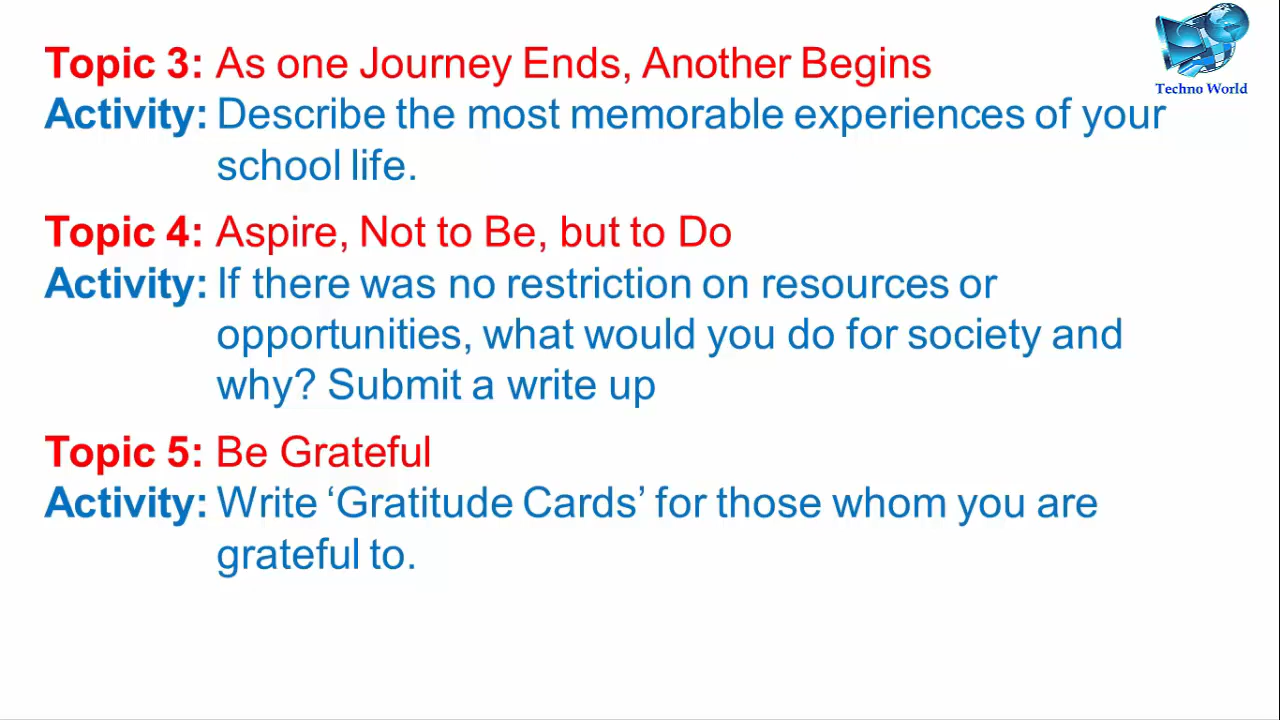 Topic 3: As one Journey Ends, Another Begins
Techno World
Activity: Describe the most memorable experiences of your
school life.
Topic 4: Aspire, Not to Be, but to Do
Activity: If there was no restriction on resources or
opportunities, what would you do for society and
why? Submit a write up
Topic 5: Be Grateful
Activity: Write ‘Gratitude Cards’ for those whom you are
grateful to.